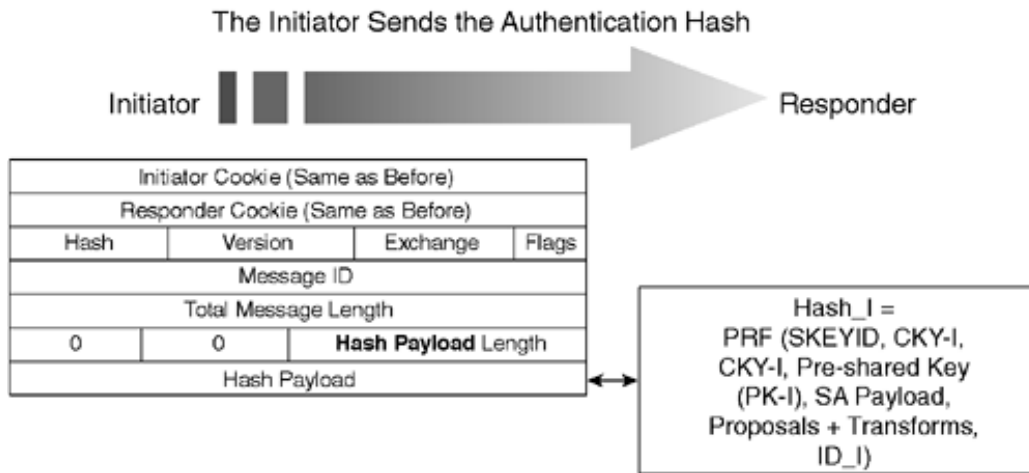 The Initiator Sends the Authentication Hash
Initiator
Responder
Initiator Cookie (Same as Before)
Responder Cookie (Same as Before)
Hash Version Exchange Flags
Message ID
Total Message Length
0 0 Hash Payload Length
Hash Payload
Hash_I =
PRF (SKEYID, CKY-I,
CKY-I, Pre-shared Key
(PK-I), SA Payload,
Proposals + Transforms,
ID_I)